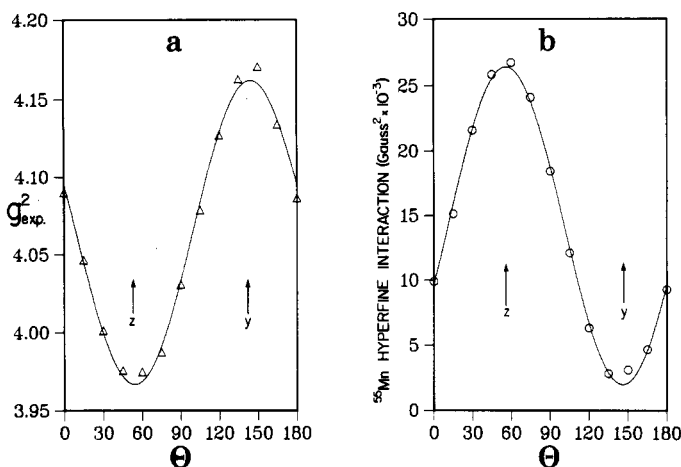 a
4.20
4.15
4.10
4.05
4.00
3.95
g²exp.
z
y
0 30 60 90 120 150 180
Θ
b
30
25
20
15
10
5
0
⁵⁵Mn HYPERFINE INTERACTION (Gauss² x 10⁻³)
z
y
0 30 60 90 120 150 180
Θ